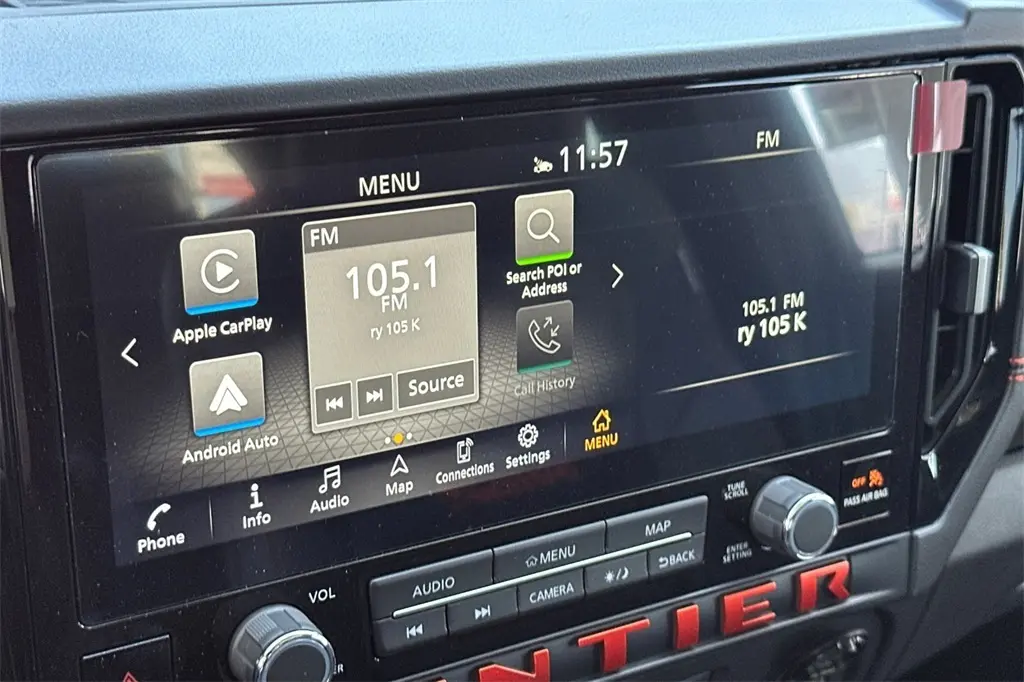 MENU
11:57
FM
Apple CarPlay
FM
105.1
FM
ry 105 K
Source
Search POI or
Address
Call History
Android Auto
105.1 FM
ry 105 K
Phone
Info
Audio
Map
Connections
Settings
MENU
VOL
AUDIO
MENU
MAP
CAMERA
BACK
TUNE
SCROLL
ENTER
SETTING
OFF
PASS AIR BAG
NTIER